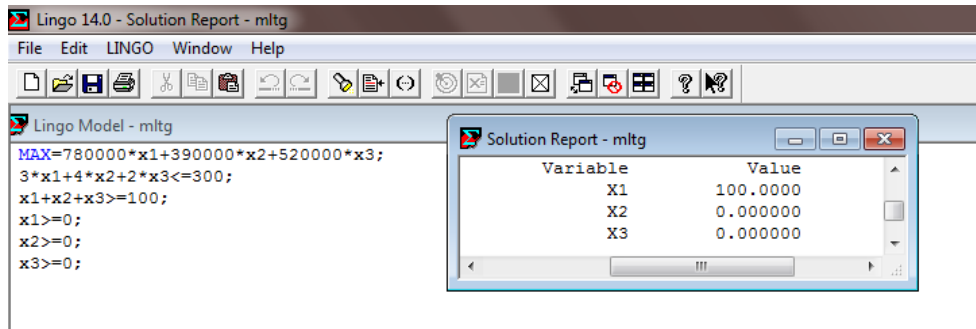 Lingo 14.0 - Solution Report - mltg
File Edit LINGO Window Help
Lingo Model - mltg
MAX=780000*x1+390000*x2+520000*x3;
3*x1+4*x2+2*x3<=300;
x1+x2+x3>=100;
x1>=0;
x2>=0;
x3>=0;
Solution Report - mltg
Variable Value
X1 100.0000
X2 0.000000
X3 0.000000